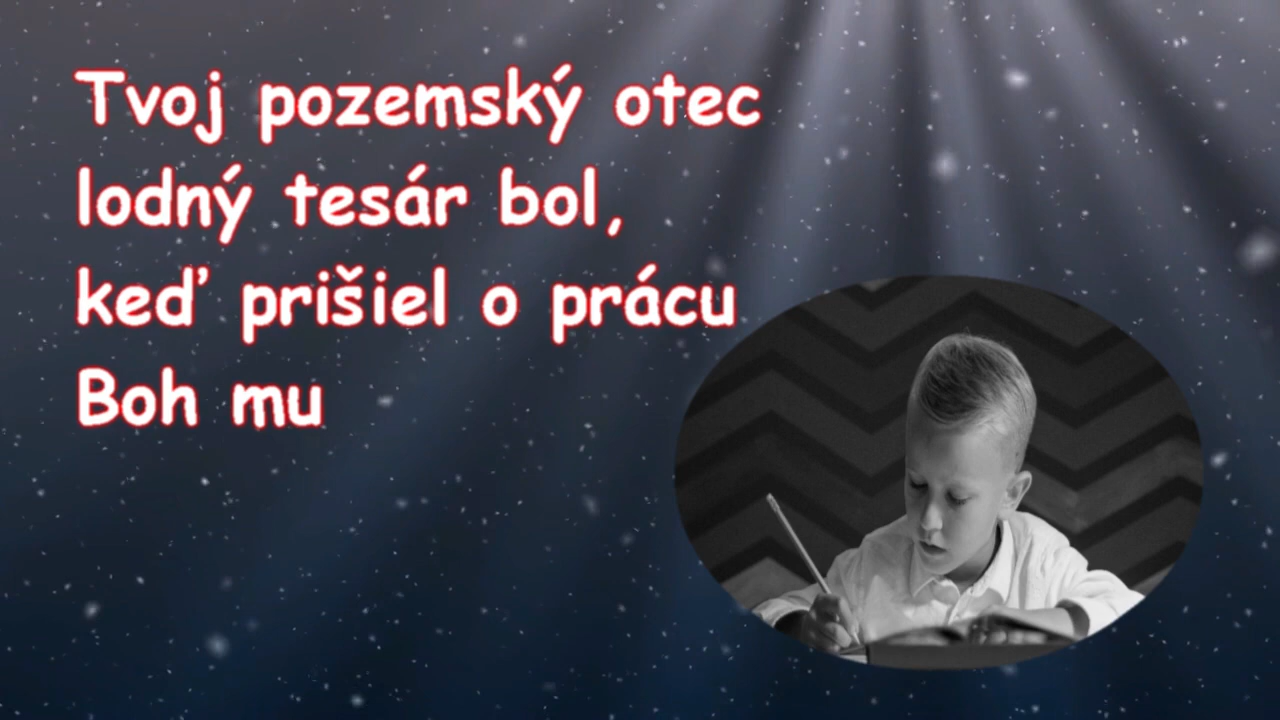 Tvoj pozemský otec
lodný tesár bol,
keď prišiel o prácu
Boh mu